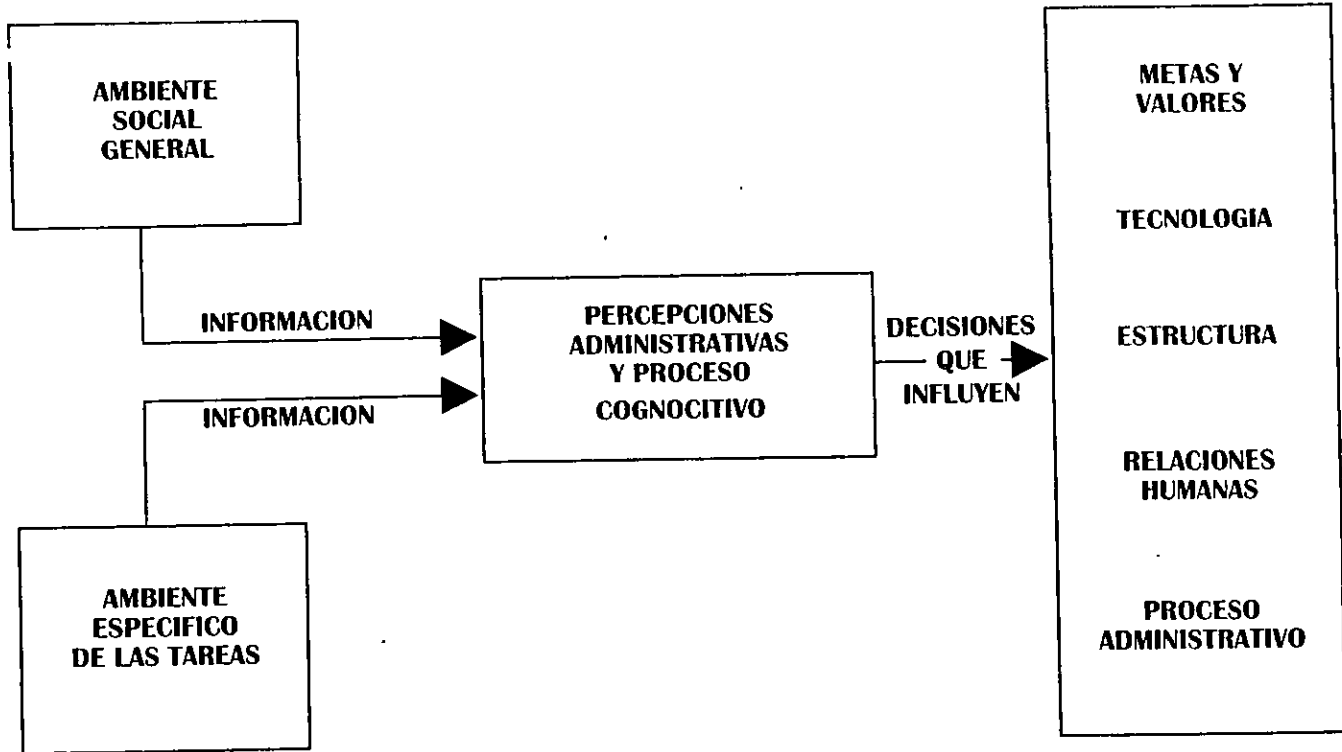 AMBIENTE
SOCIAL
GENERAL
INFORMACION
INFORMACION
AMBIENTE
ESPECIFICO
DE LAS TAREAS
PERCEPCIONES
ADMINISTRATIVAS
Y PROCESO
COGNOCITIVO
DECISIONES
QUE
INFLUYEN
METAS Y
VALORES
TECNOLOGIA
ESTRUCTURA
RELACIONES
HUMANAS
PROCESO
ADMINISTRATIVO